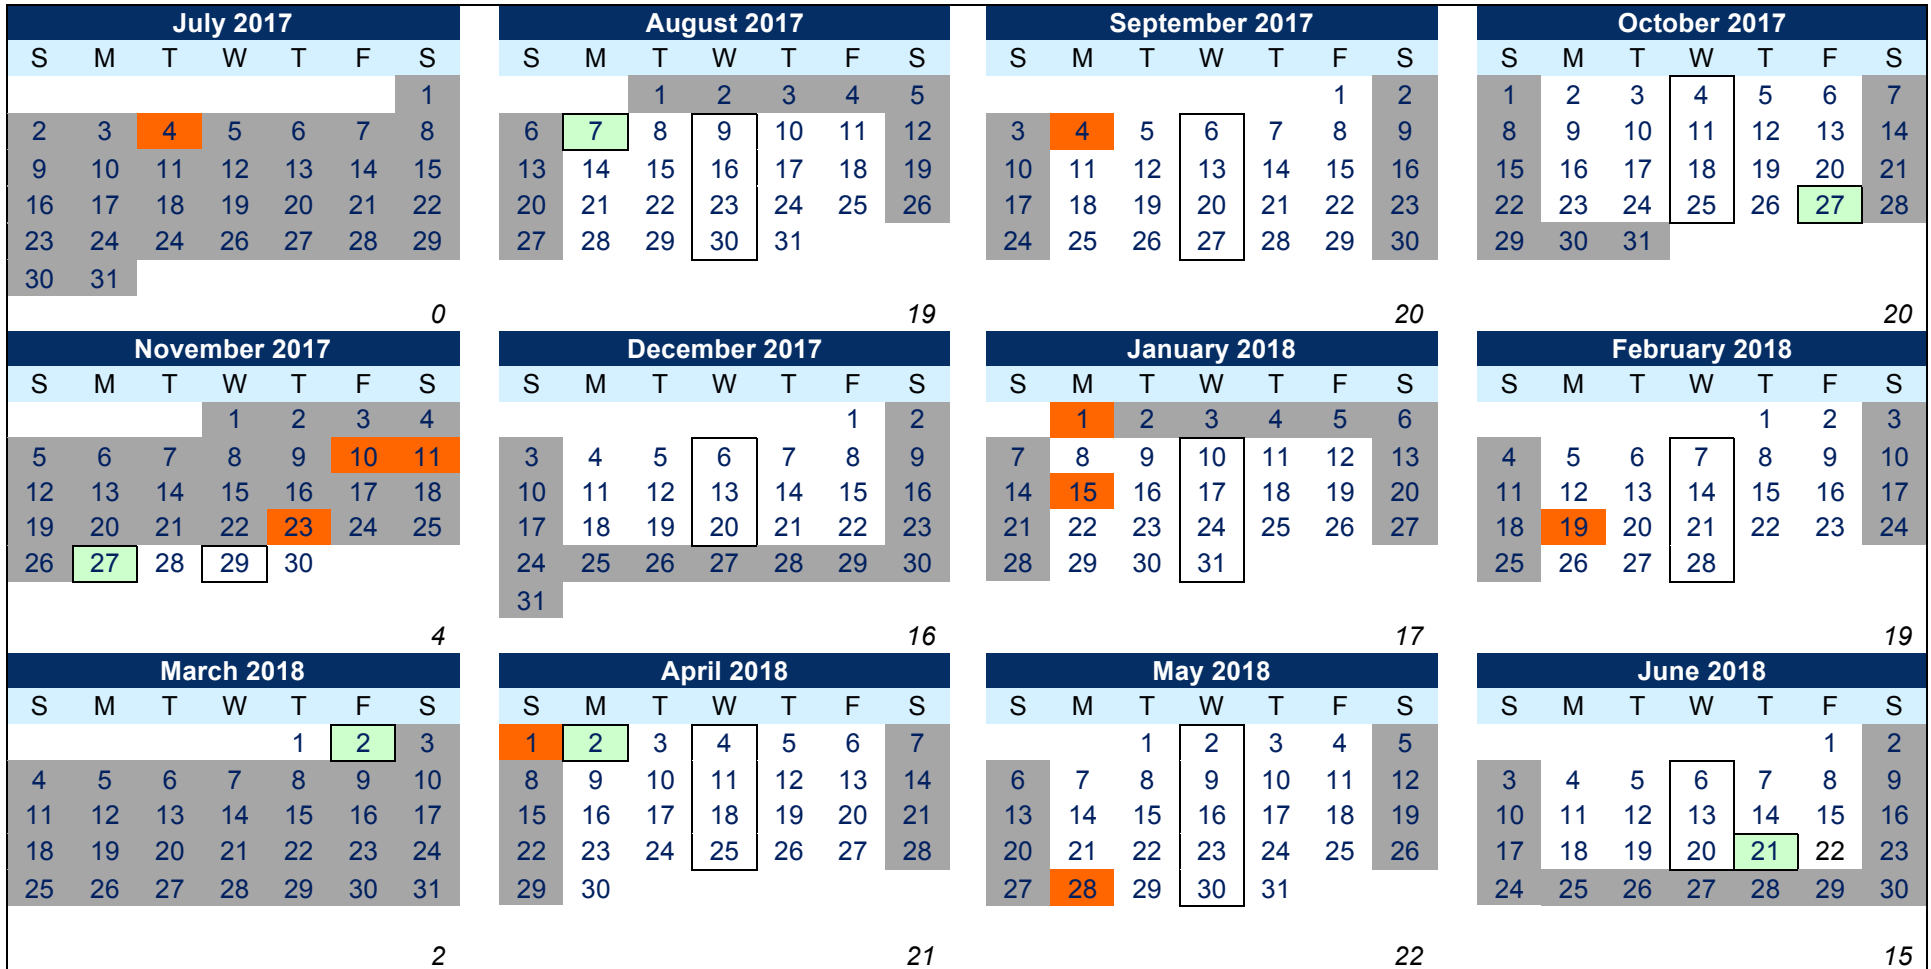 July 2017
S M T W T F S
1
2 3 4 5 6 7 8
9 10 11 12 13 14 15
16 17 18 19 20 21 22
23 24 24 26 27 28 29
30 31
0
August 2017
S M T W T F S
1 2 3 4 5
6 7 8 9 10 11 12
13 14 15 16 17 18 19
20 21 22 23 24 25 26
27 28 29 30 31
19
September 2017
S M T W T F S
1 2
3 4 5 6 7 8 9
10 11 12 13 14 15 16
17 18 19 20 21 22 23
24 25 26 27 28 29 30
20
October 2017
S M T W T F S
1 2 3 4 5 6 7
8 9 10 11 12 13 14
15 16 17 18 19 20 21
22 23 24 25 26 27 28
29 30 31
20
November 2017
S M T W T F S
1 2 3 4
5 6 7 8 9 10 11
12 13 14 15 16 17 18
19 20 21 22 23 24 25
26 27 28 29 30
4
December 2017
S M T W T F S
1 2
3 4 5 6 7 8 9
10 11 12 13 14 15 16
17 18 19 20 21 22 23
24 25 26 27 28 29 30
31
16
January 2018
S M T W T F S
1 2 3 4 5 6
7 8 9 10 11 12 13
14 15 16 17 18 19 20
21 22 23 24 25 26 27
28 29 30 31
17
February 2018
S M T W T F S
1 2 3
4 5 6 7 8 9 10
11 12 13 14 15 16 17
18 19 20 21 22 23 24
25 26 27 28
19
March 2018
S M T W T F S
1 2 3
4 5 6 7 8 9 10
11 12 13 14 15 16 17
18 19 20 21 22 23 24
25 26 27 28 29 30 31
2
April 2018
S M T W T F S
1 2 3 4 5 6 7
8 9 10 11 12 13 14
15 16 17 18 19 20 21
22 23 24 25 26 27 28
29 30
21
May 2018
S M T W T F S
1 2 3 4 5
6 7 8 9 10 11 12
13 14 15 16 17 18 19
20 21 22 23 24 25 26
27 28 29 30 31
22
June 2018
S M T W T F S
1 2
3 4 5 6 7 8 9
10 11 12 13 14 15 16
17 18 19 20 21 22 23
24 25 26 27 28 29 30
15